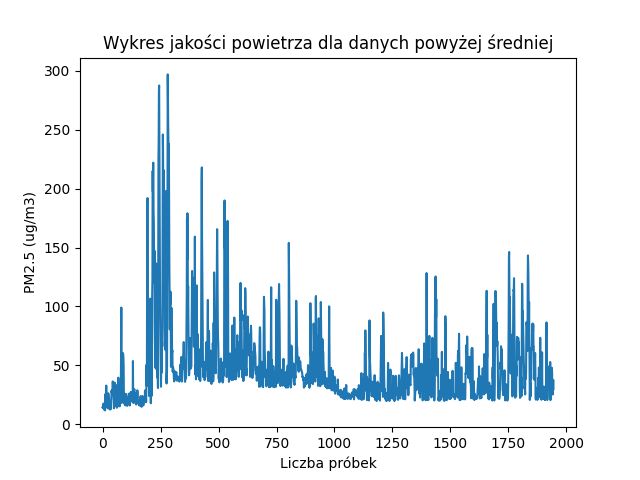 Wykres jakości powietrza dla danych powyżej średniej
300
250
200
150
100
50
0
PM2.5 (ug/m3)
0 250 500 750 1000 1250 1500 1750 2000
Liczba próbek